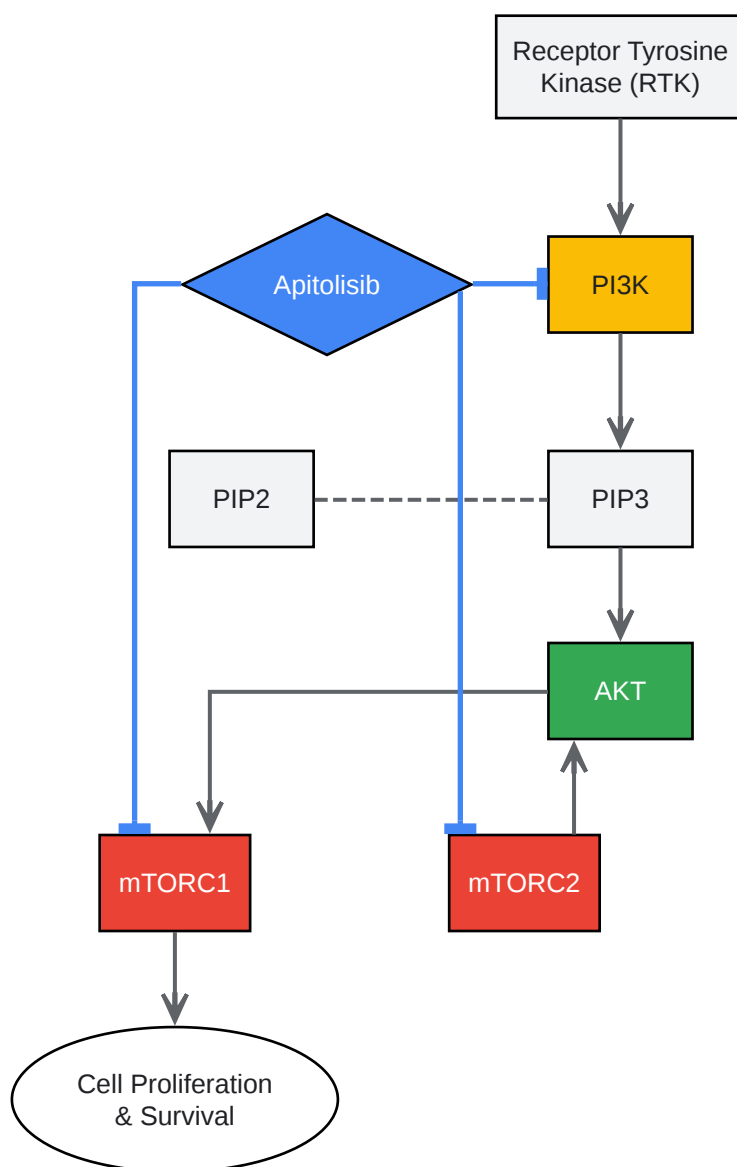 Receptor Tyrosine
Kinase (RTK)
Apitolisib
PI3K
PIP2
PIP3
AKT
mTORC1
mTORC2
Cell Proliferation
& Survival